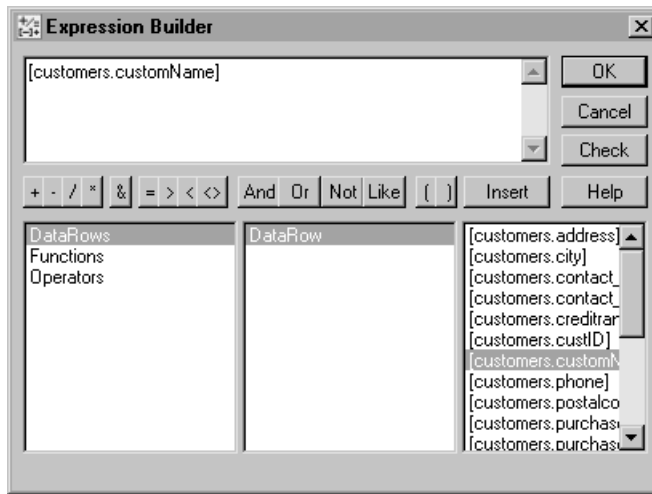 Expression Builder
[customers.customName]
OK
Cancel
Check
+ - / * & = > < <> And Or Not Like ( ) Insert Help
DataRows
Functions
Operators
DataRow
[customers.address]
[customers.city]
[customers.contact_
[customers.contact_
[customers.creditran
[customers.custID]
[customers.customN
[customers.phone]
[customers.postalco
[customers.purchas
[customers.purchas